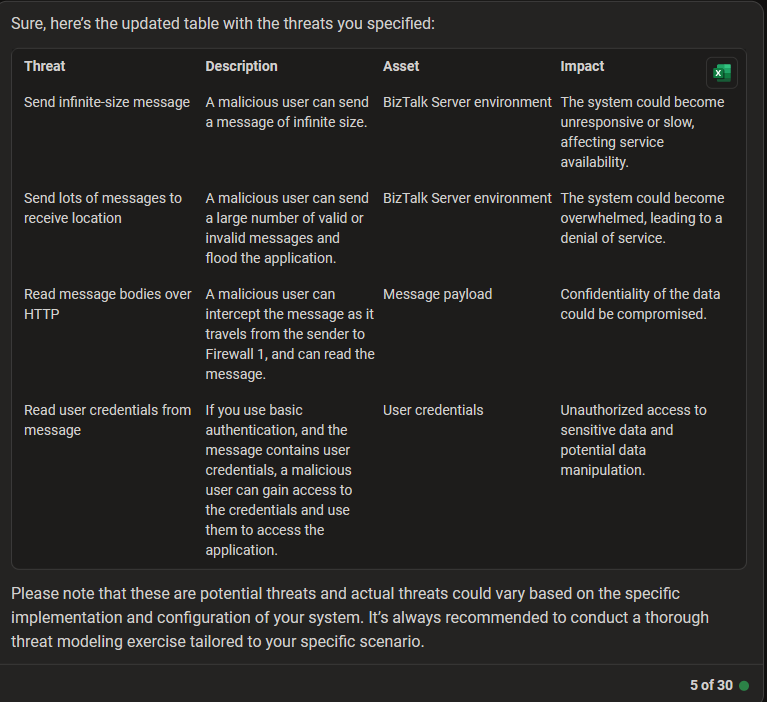 Sure, here's the updated table with the threats you specified:
Threat Description Asset Impact
Send infinite-size message
A malicious user can send
a message of infinite size.
BizTalk Server environment
The system could become
unresponsive or slow,
affecting service
availability.
Send lots of messages to
receive location
A malicious user can send
a large number of valid or
invalid messages and
flood the application.
BizTalk Server environment
The system could become
overwhelmed, leading to a
denial of service.
Read message bodies over
HTTP
A malicious user can
intercept the message as it
travels from the sender to
Firewall 1, and can read the
message.
Message payload
Confidentiality of the data
could be compromised.
Read user credentials from
message
If you use basic
authentication, and the
message contains user
credentials, a malicious
user can gain access to
the credentials and use
them to access the
application.
User credentials
Unauthorized access to
sensitive data and
potential data
manipulation.
Please note that these are potential threats and actual threats could vary based on the specific
implementation and configuration of your system. It's always recommended to conduct a thorough
threat modeling exercise tailored to your specific scenario.
5 of 30